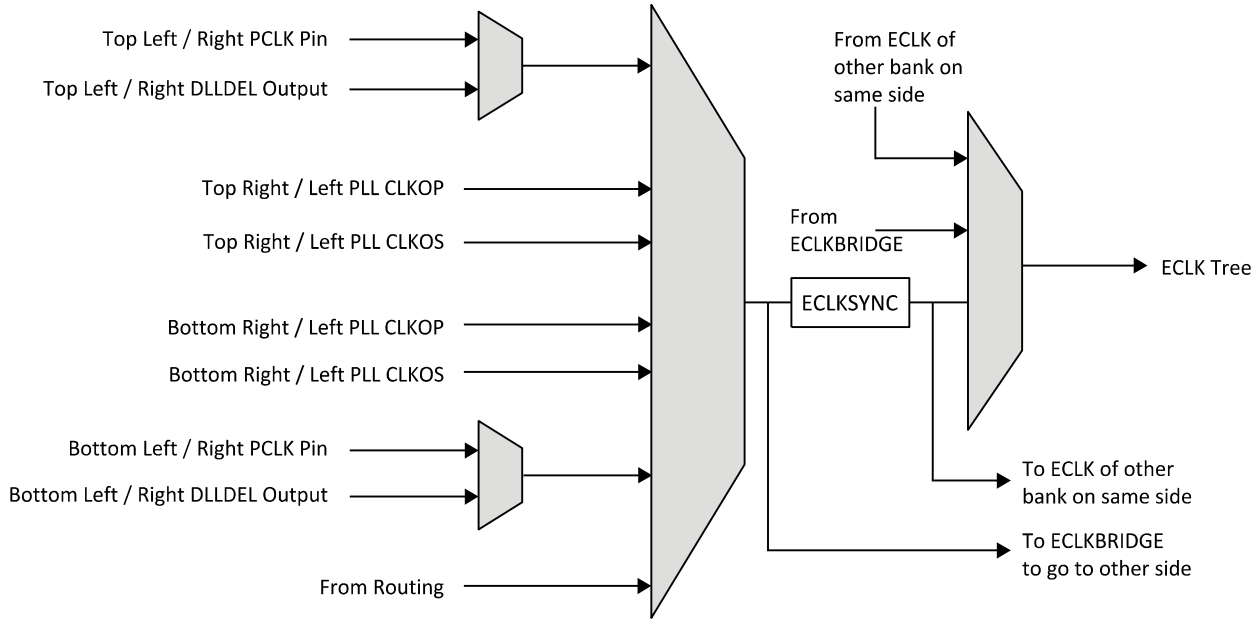 Top Left / Right PCLK Pin
Top Left / Right DLLDEL Output
Top Right / Left PLL CLKOP
Top Right / Left PLL CLKOS
Bottom Right / Left PLL CLKOP
Bottom Right / Left PLL CLKOS
Bottom Left / Right PCLK Pin
Bottom Left / Right DLLDEL Output
From Routing
From ECLK of
other bank on
same side
From
ECLKBRIDGE
ECLKSYNC
ECLK Tree
To ECLK of other
bank on same side
To ECLKBRIDGE
to go to other side